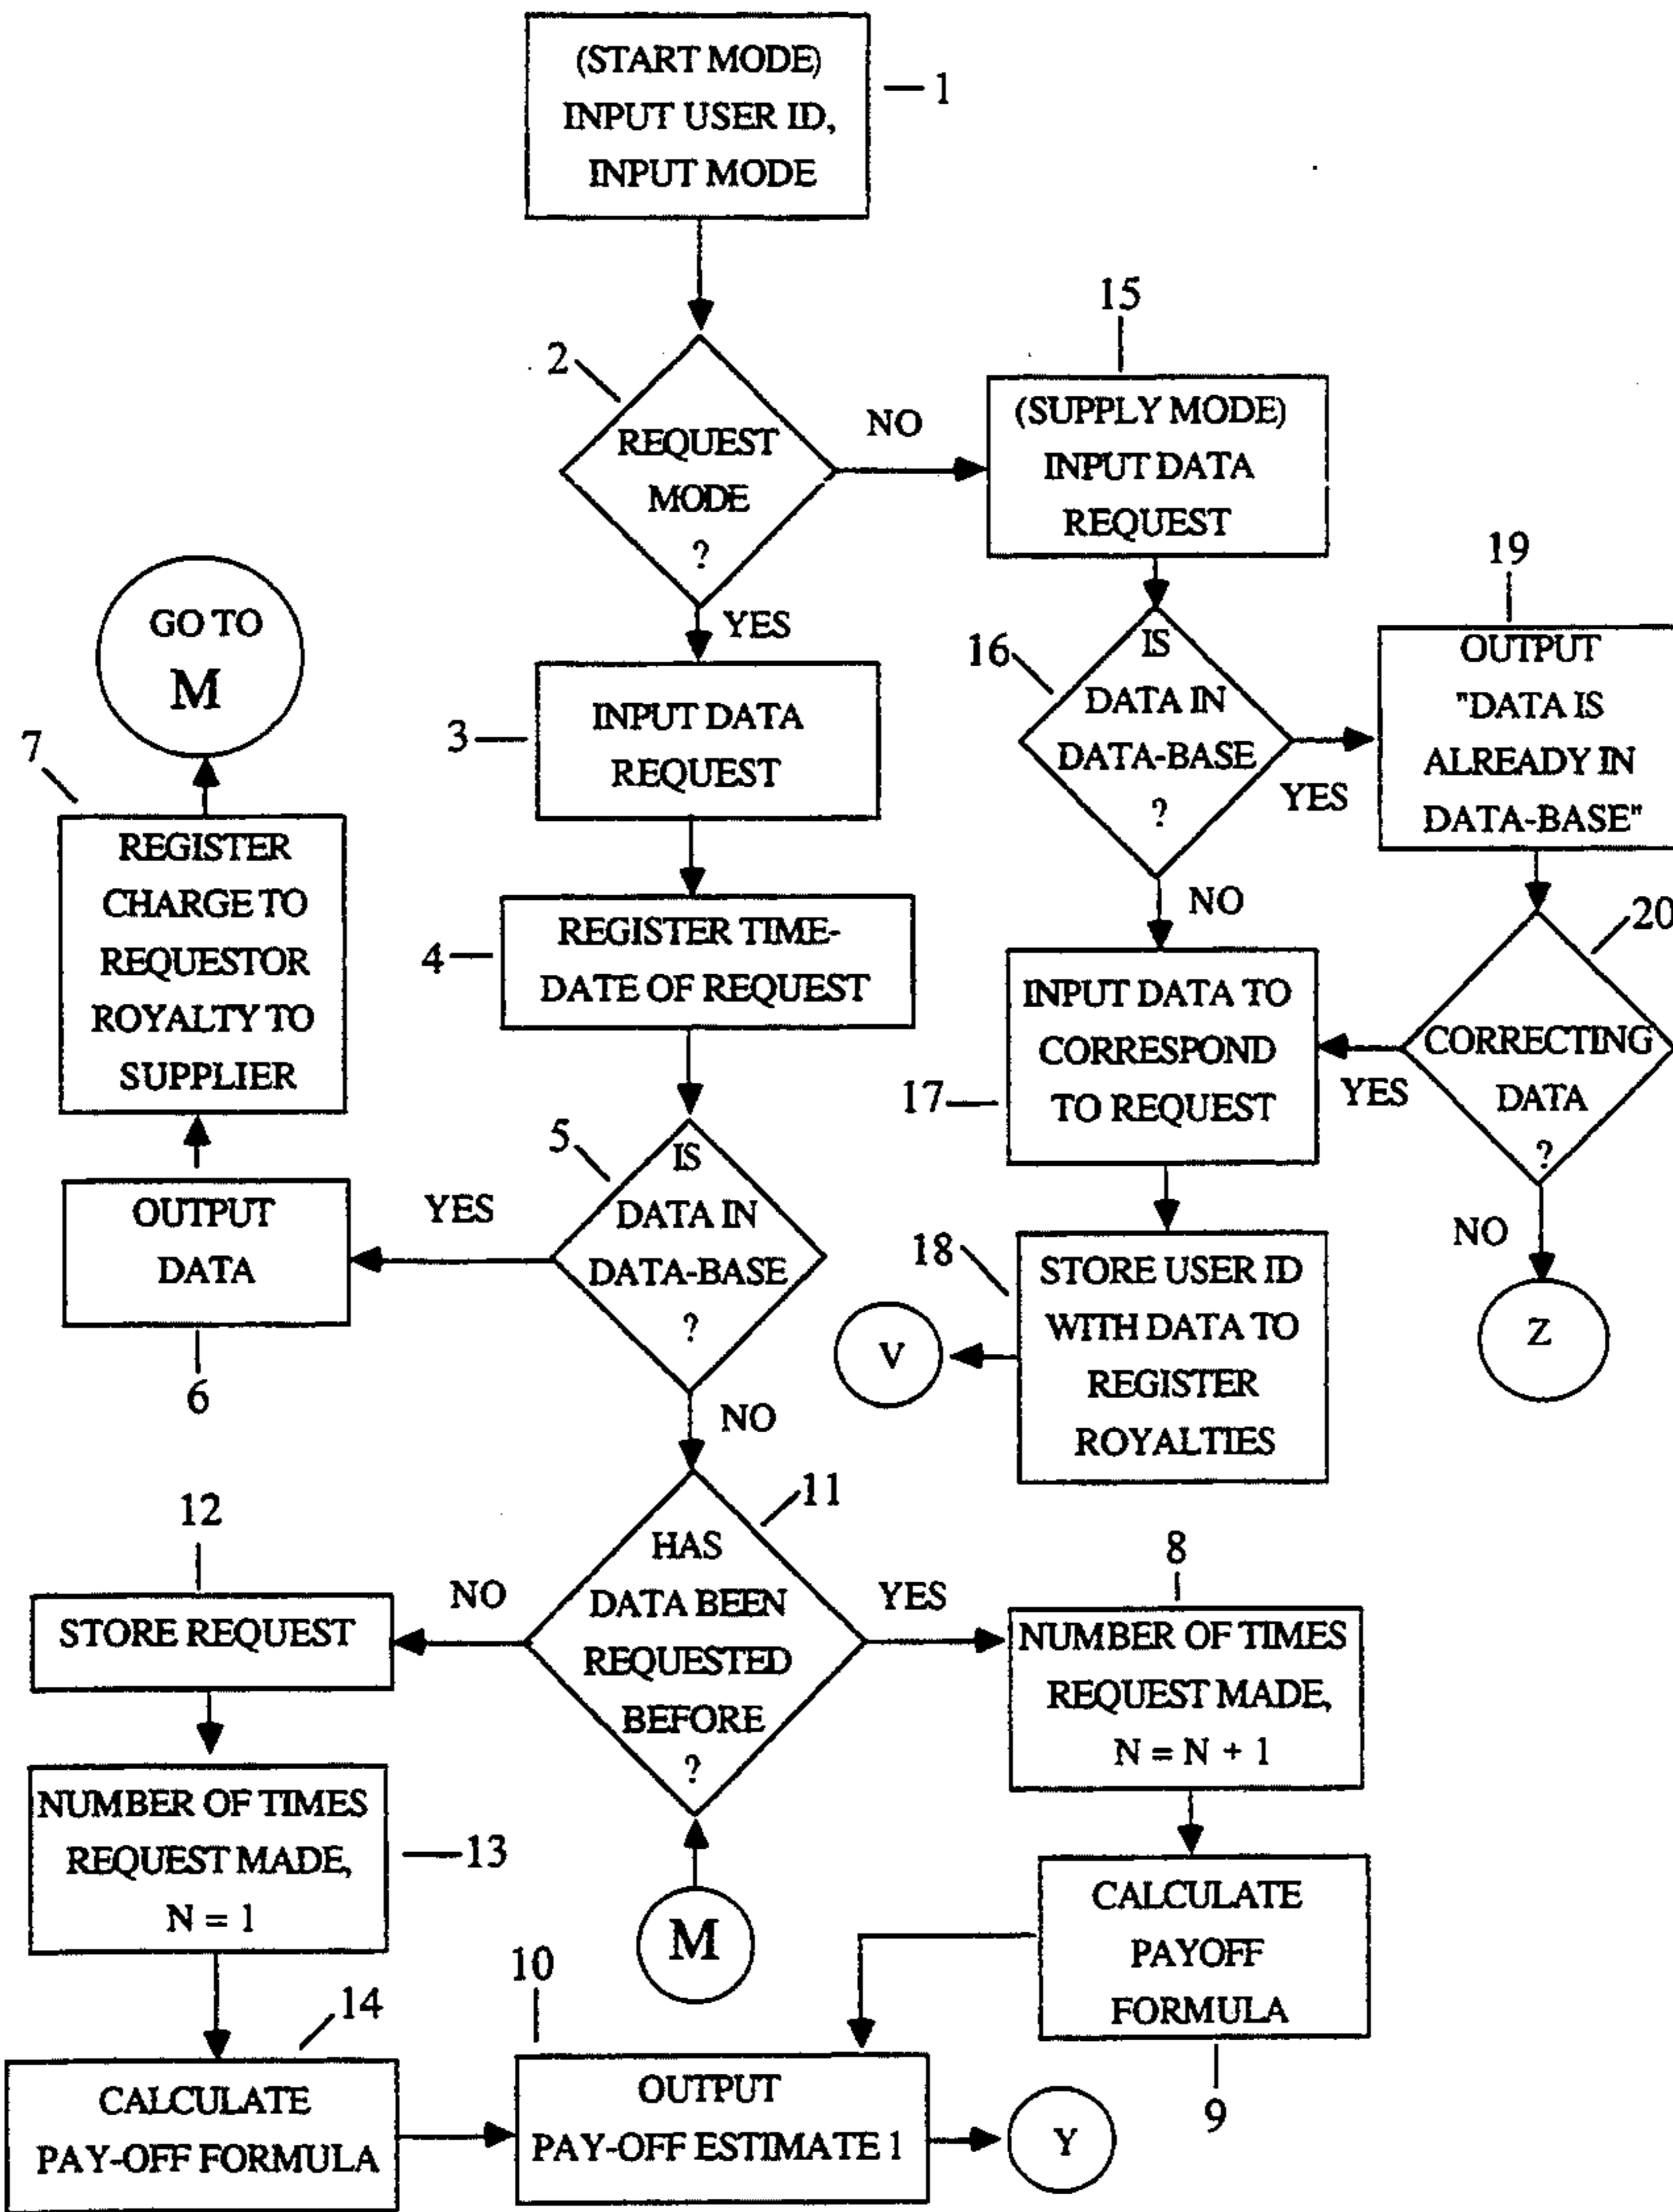 (START MODE)
INPUT USER ID,
INPUT MODE
1
2
REQUEST
MODE
?
NO
YES
15
(SUPPLY MODE)
INPUT DATA
REQUEST
GO TO
M
3
INPUT DATA
REQUEST
16
IS
DATA IN
DATA-BASE
?
YES
NO
19
OUTPUT
"DATA IS
ALREADY IN
DATA-BASE"
7
REGISTER
CHARGE TO
REQUESTOR
ROYALTY TO
SUPPLIER
4
REGISTER TIME-
DATE OF REQUEST
17
INPUT DATA TO
CORRESPOND
TO REQUEST
20
CORRECTING
DATA
?
YES
NO
OUTPUT
DATA
6
5
IS
DATA IN
DATA-BASE
?
YES
NO
18
STORE USER ID
WITH DATA TO
REGISTER
ROYALTIES
V
Z
11
HAS
DATA BEEN
REQUESTED
BEFORE
?
NO
YES
12
STORE REQUEST
8
NUMBER OF TIMES
REQUEST MADE,
N = N + 1
NUMBER OF TIMES
REQUEST MADE,
N = 1
13
M
CALCULATE
PAYOFF
FORMULA
9
14
CALCULATE
PAY-OFF FORMULA
10
OUTPUT
PAY-OFF ESTIMATE 1
Y